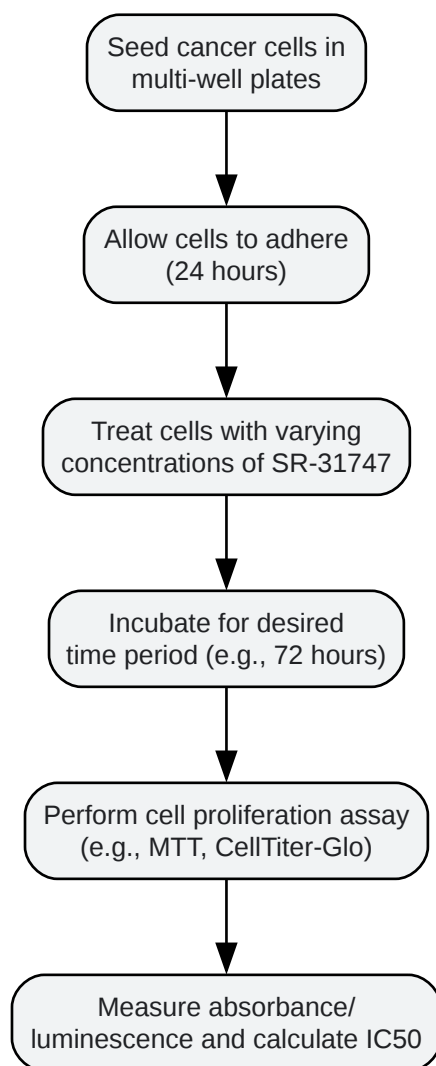 Seed cancer cells in
multi-well plates
Allow cells to adhere
(24 hours)
Treat cells with varying
concentrations of SR-31747
Incubate for desired
time period (e.g., 72 hours)
Perform cell proliferation assay
(e.g., MTT, CellTiter-Glo)
Measure absorbance/
luminescence and calculate IC50